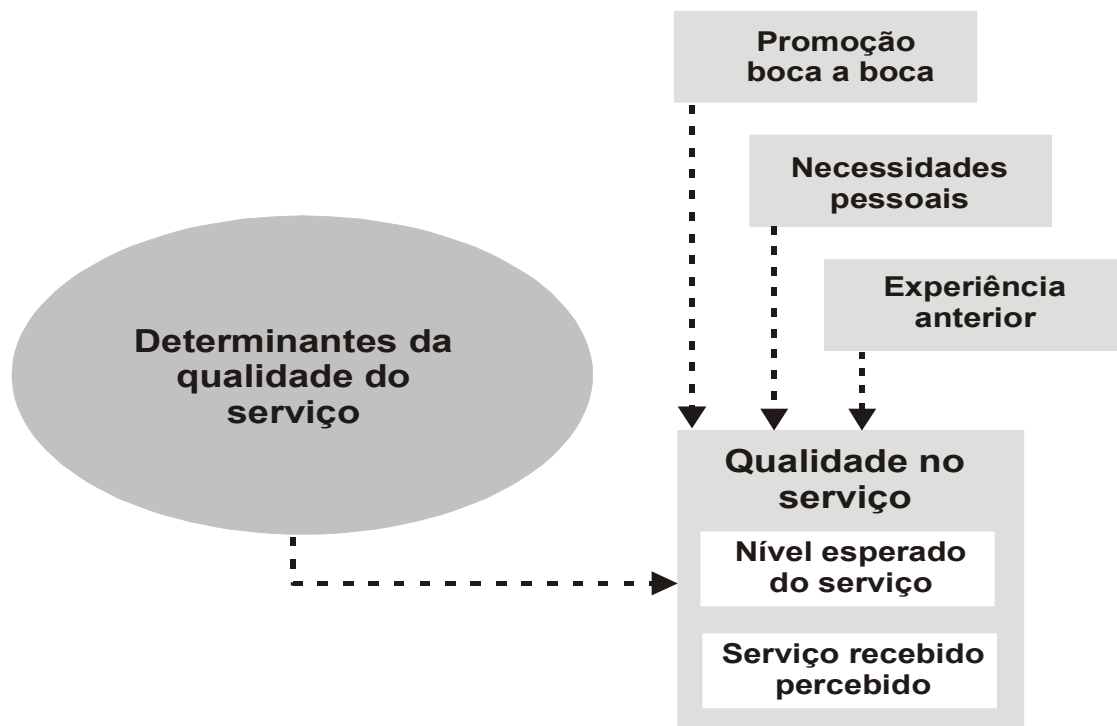 Promoção
boca a boca
Necessidades
pessoais
Experiência
anterior
Determinantes da
qualidade do
serviço
Qualidade no
serviço
Nível esperado
do serviço
Serviço recebido
percebido